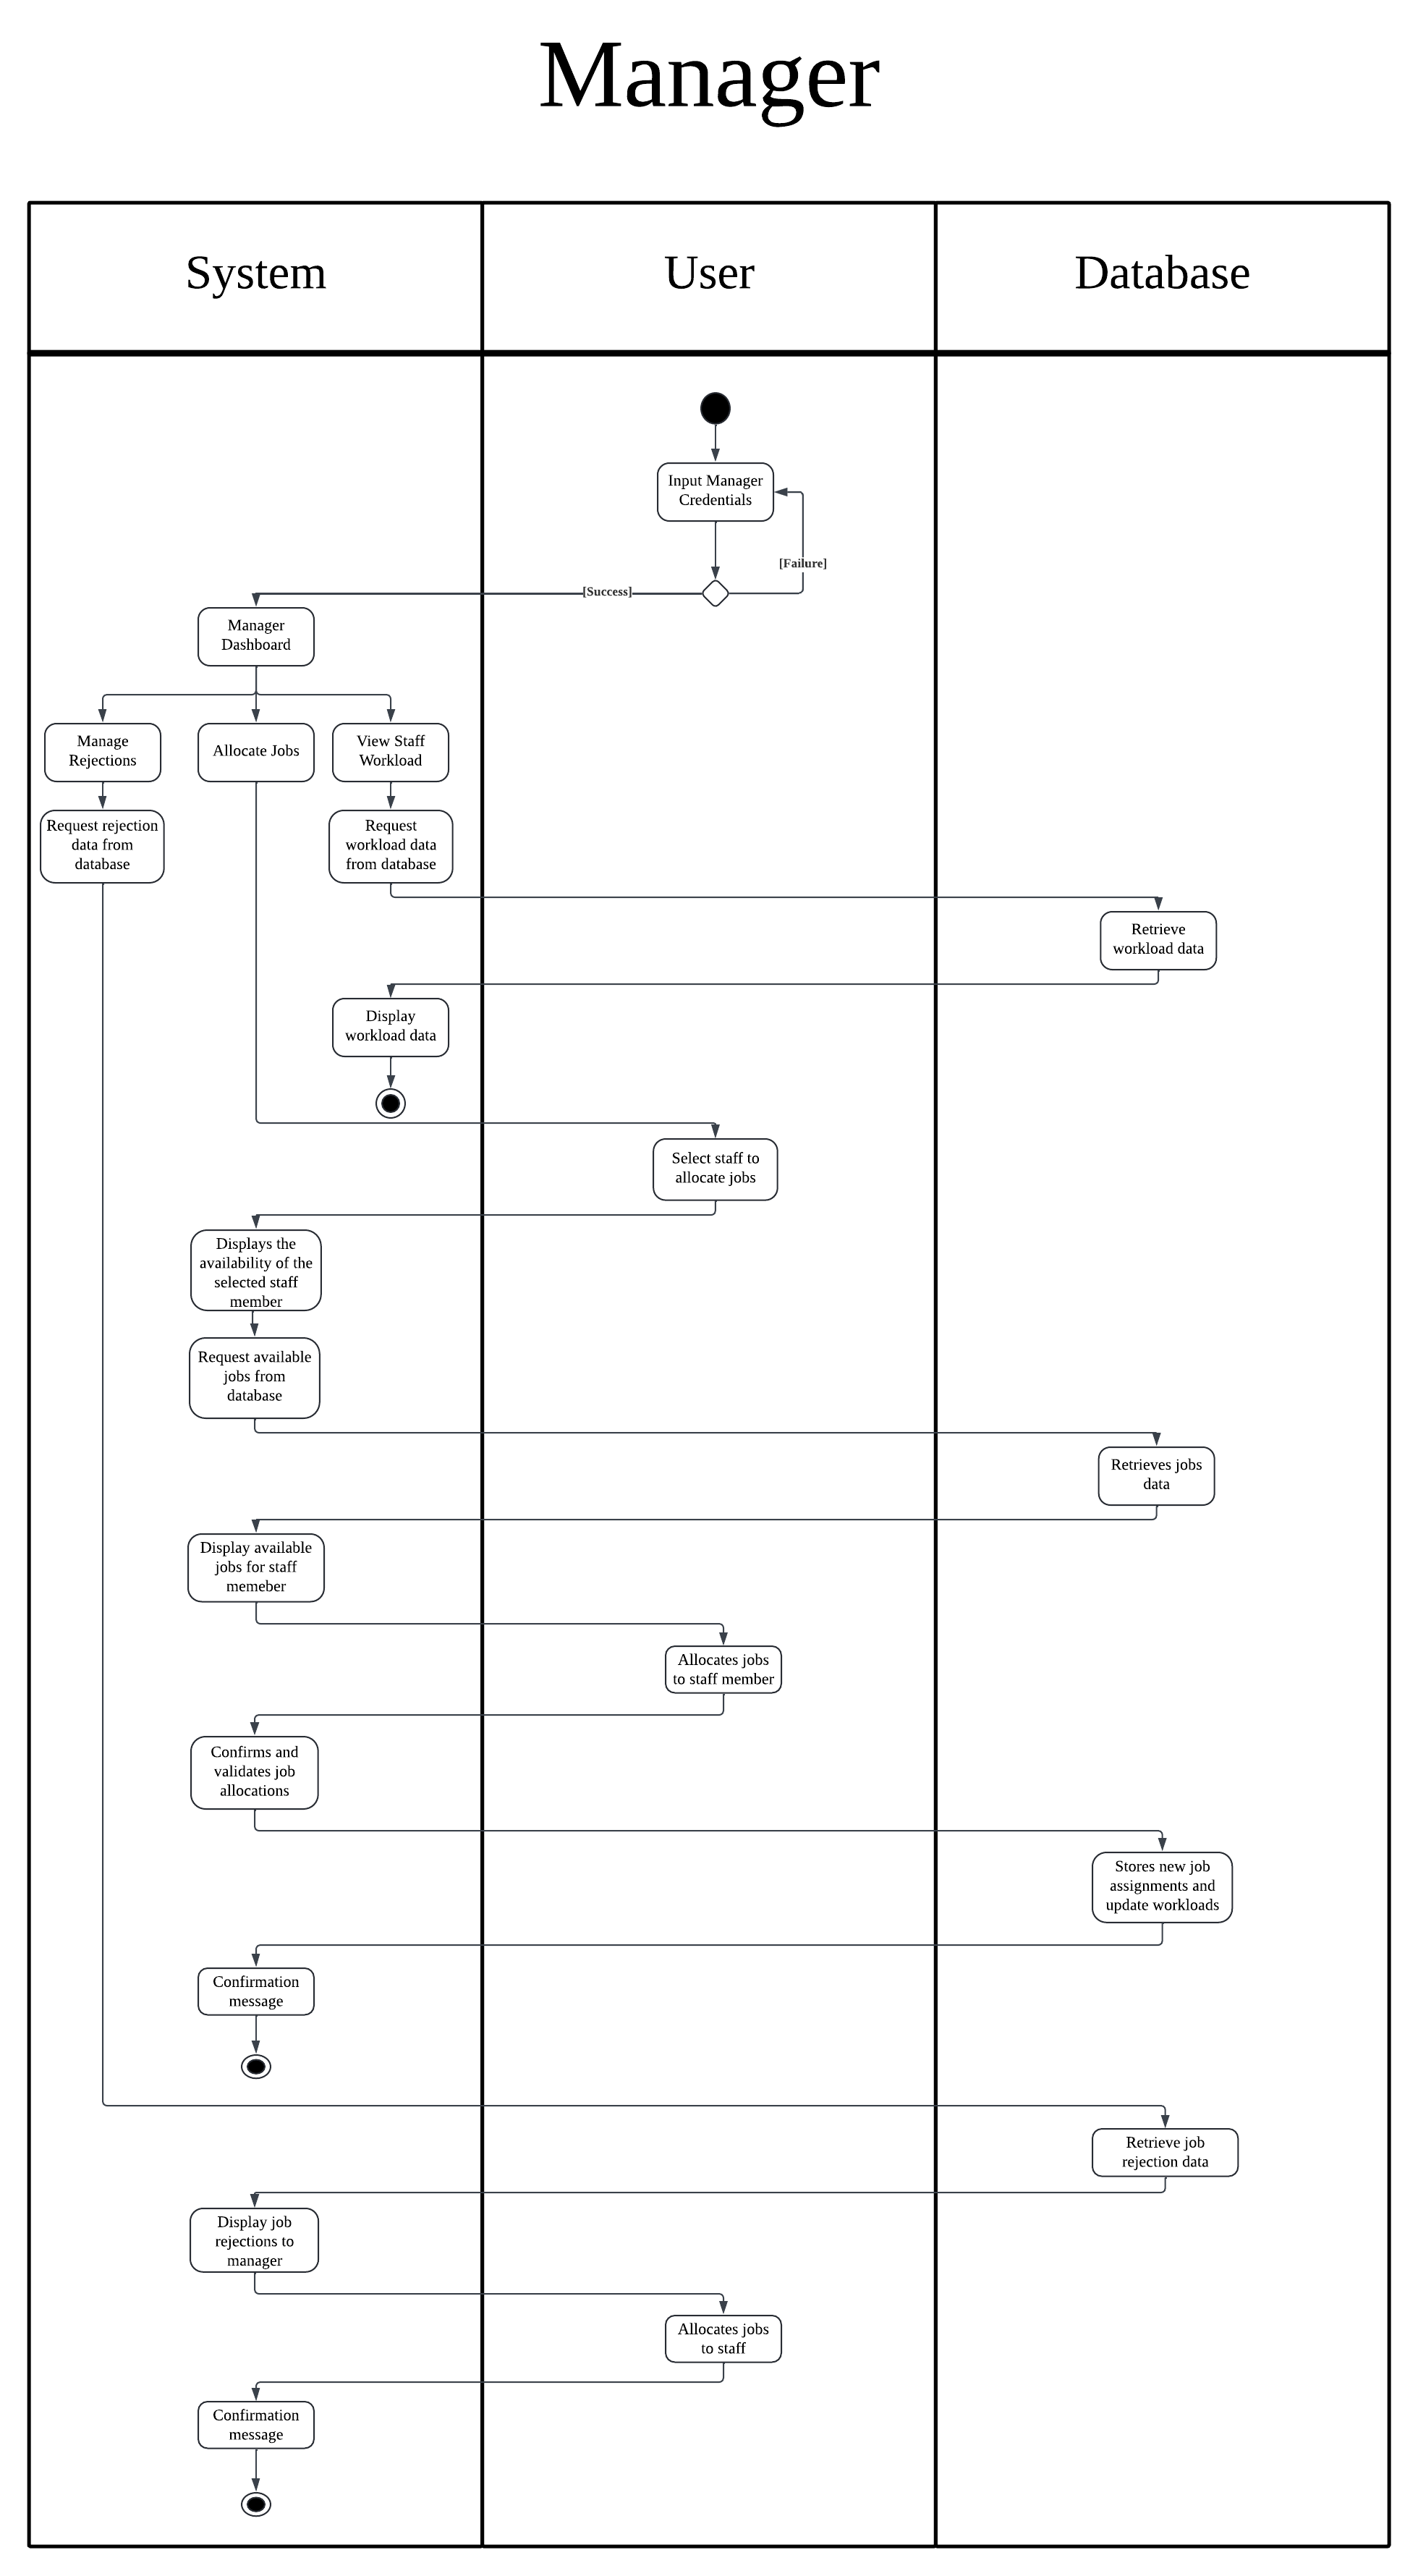 Manager
System
User
Database
Input Manager
Credentials
[Failure]
[Success]
Manager
Dashboard
Manage
Rejections
Allocate Jobs
View Staff
Workload
Request rejection
data from
database
Request
workload data
from database
Retrieve
workload data
Display
workload data
Select staff to
allocate jobs
Displays the
availability of the
selected staff
member
Request available
jobs from
database
Retrieves jobs
data
Display available
jobs for staff
memeber
Allocates jobs
to staff member
Confirms and
validates job
allocations
Stores new job
assignments and
update workloads
Confirmation
message
Retrieve job
rejection data
Display job
rejections to
manager
Allocates jobs
to staff
Confirmation
message